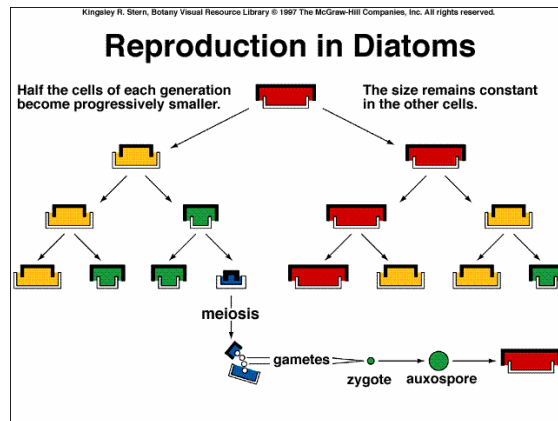 Kingsley R. Stern, Botany Visual Resource Library © 1997 The McGraw-Hill Companies, Inc. All rights reserved.
Reproduction in Diatoms
Half the cells of each generation
become progressively smaller.
The size remains constant
in the other cells.
meiosis
gametes
zygote
auxospore